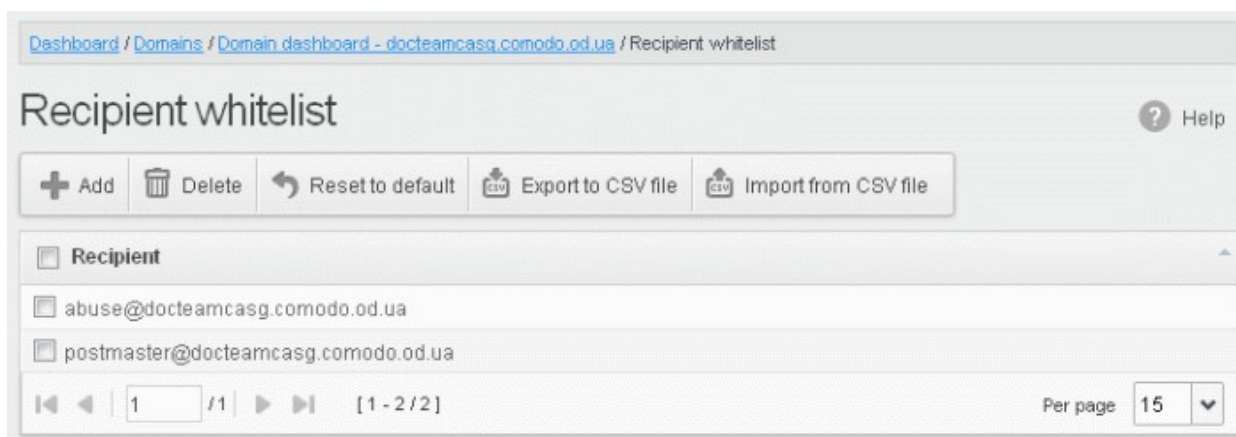 Dashboard / Domains / Domain dashboard - docteamcasg.comodo.od.ua / Recipient whitelist
Recipient whitelist
Help
Add Delete Reset to default CSV Export to CSV file CSV Import from CSV file
Recipient
abuse@docteamcasg.comodo.od.ua
postmaster@docteamcasg.comodo.od.ua
1 /1 [1-2/2] Per page 15